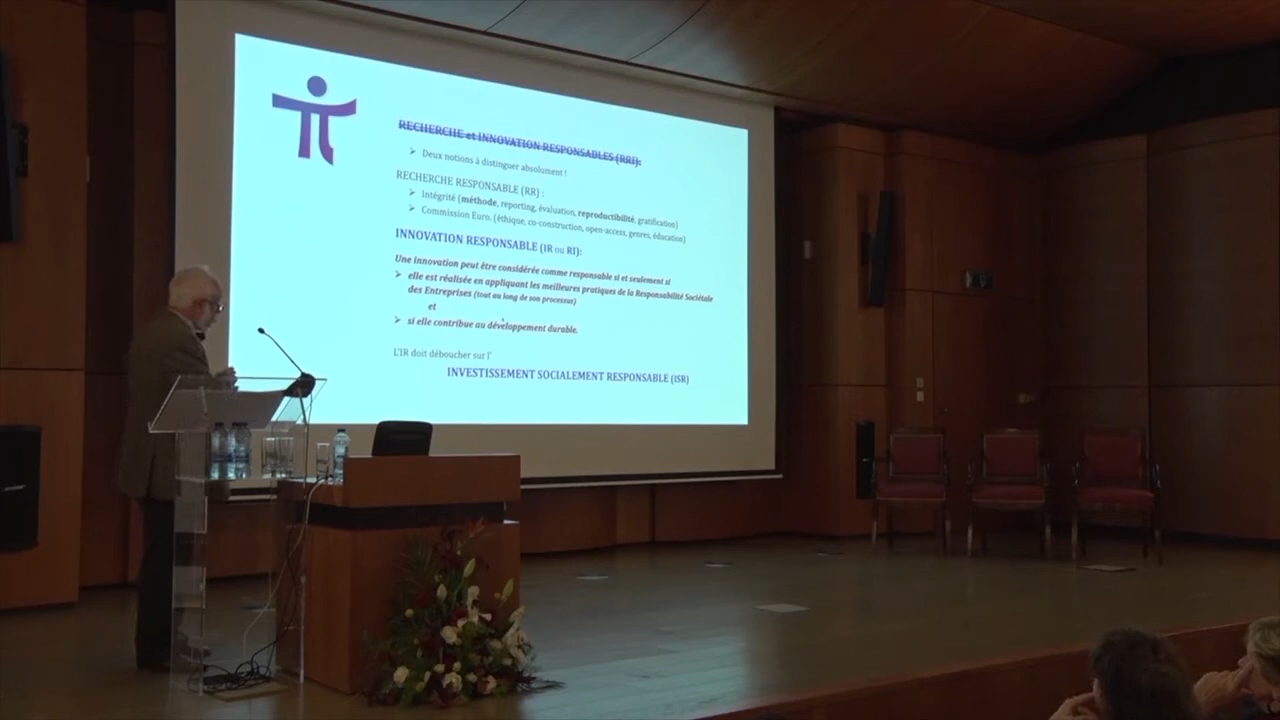 RECHERCHE et INNOVATION RESPONSABLES (RRI):
➢ Deux notions à distinguer absolument !
RECHERCHE RESPONSABLE (RR) :
➢ Intégrité (méthode, reporting, évaluation, reproductibilité, gratification)
➢ Commission Euro. (éthique, co-construction, open-access, genres, éducation)
INNOVATION RESPONSABLE (IR ou RI):
Une innovation peut être considérée comme responsable si et seulement si
➢ elle est réalisée en appliquant les meilleures pratiques de la Responsabilité Sociétale
des Entreprises (tout au long de son processus)
et
➢ si elle contribue au développement durable.
L'IR doit déboucher sur l'
INVESTISSEMENT SOCIALEMENT RESPONSABLE (ISR)